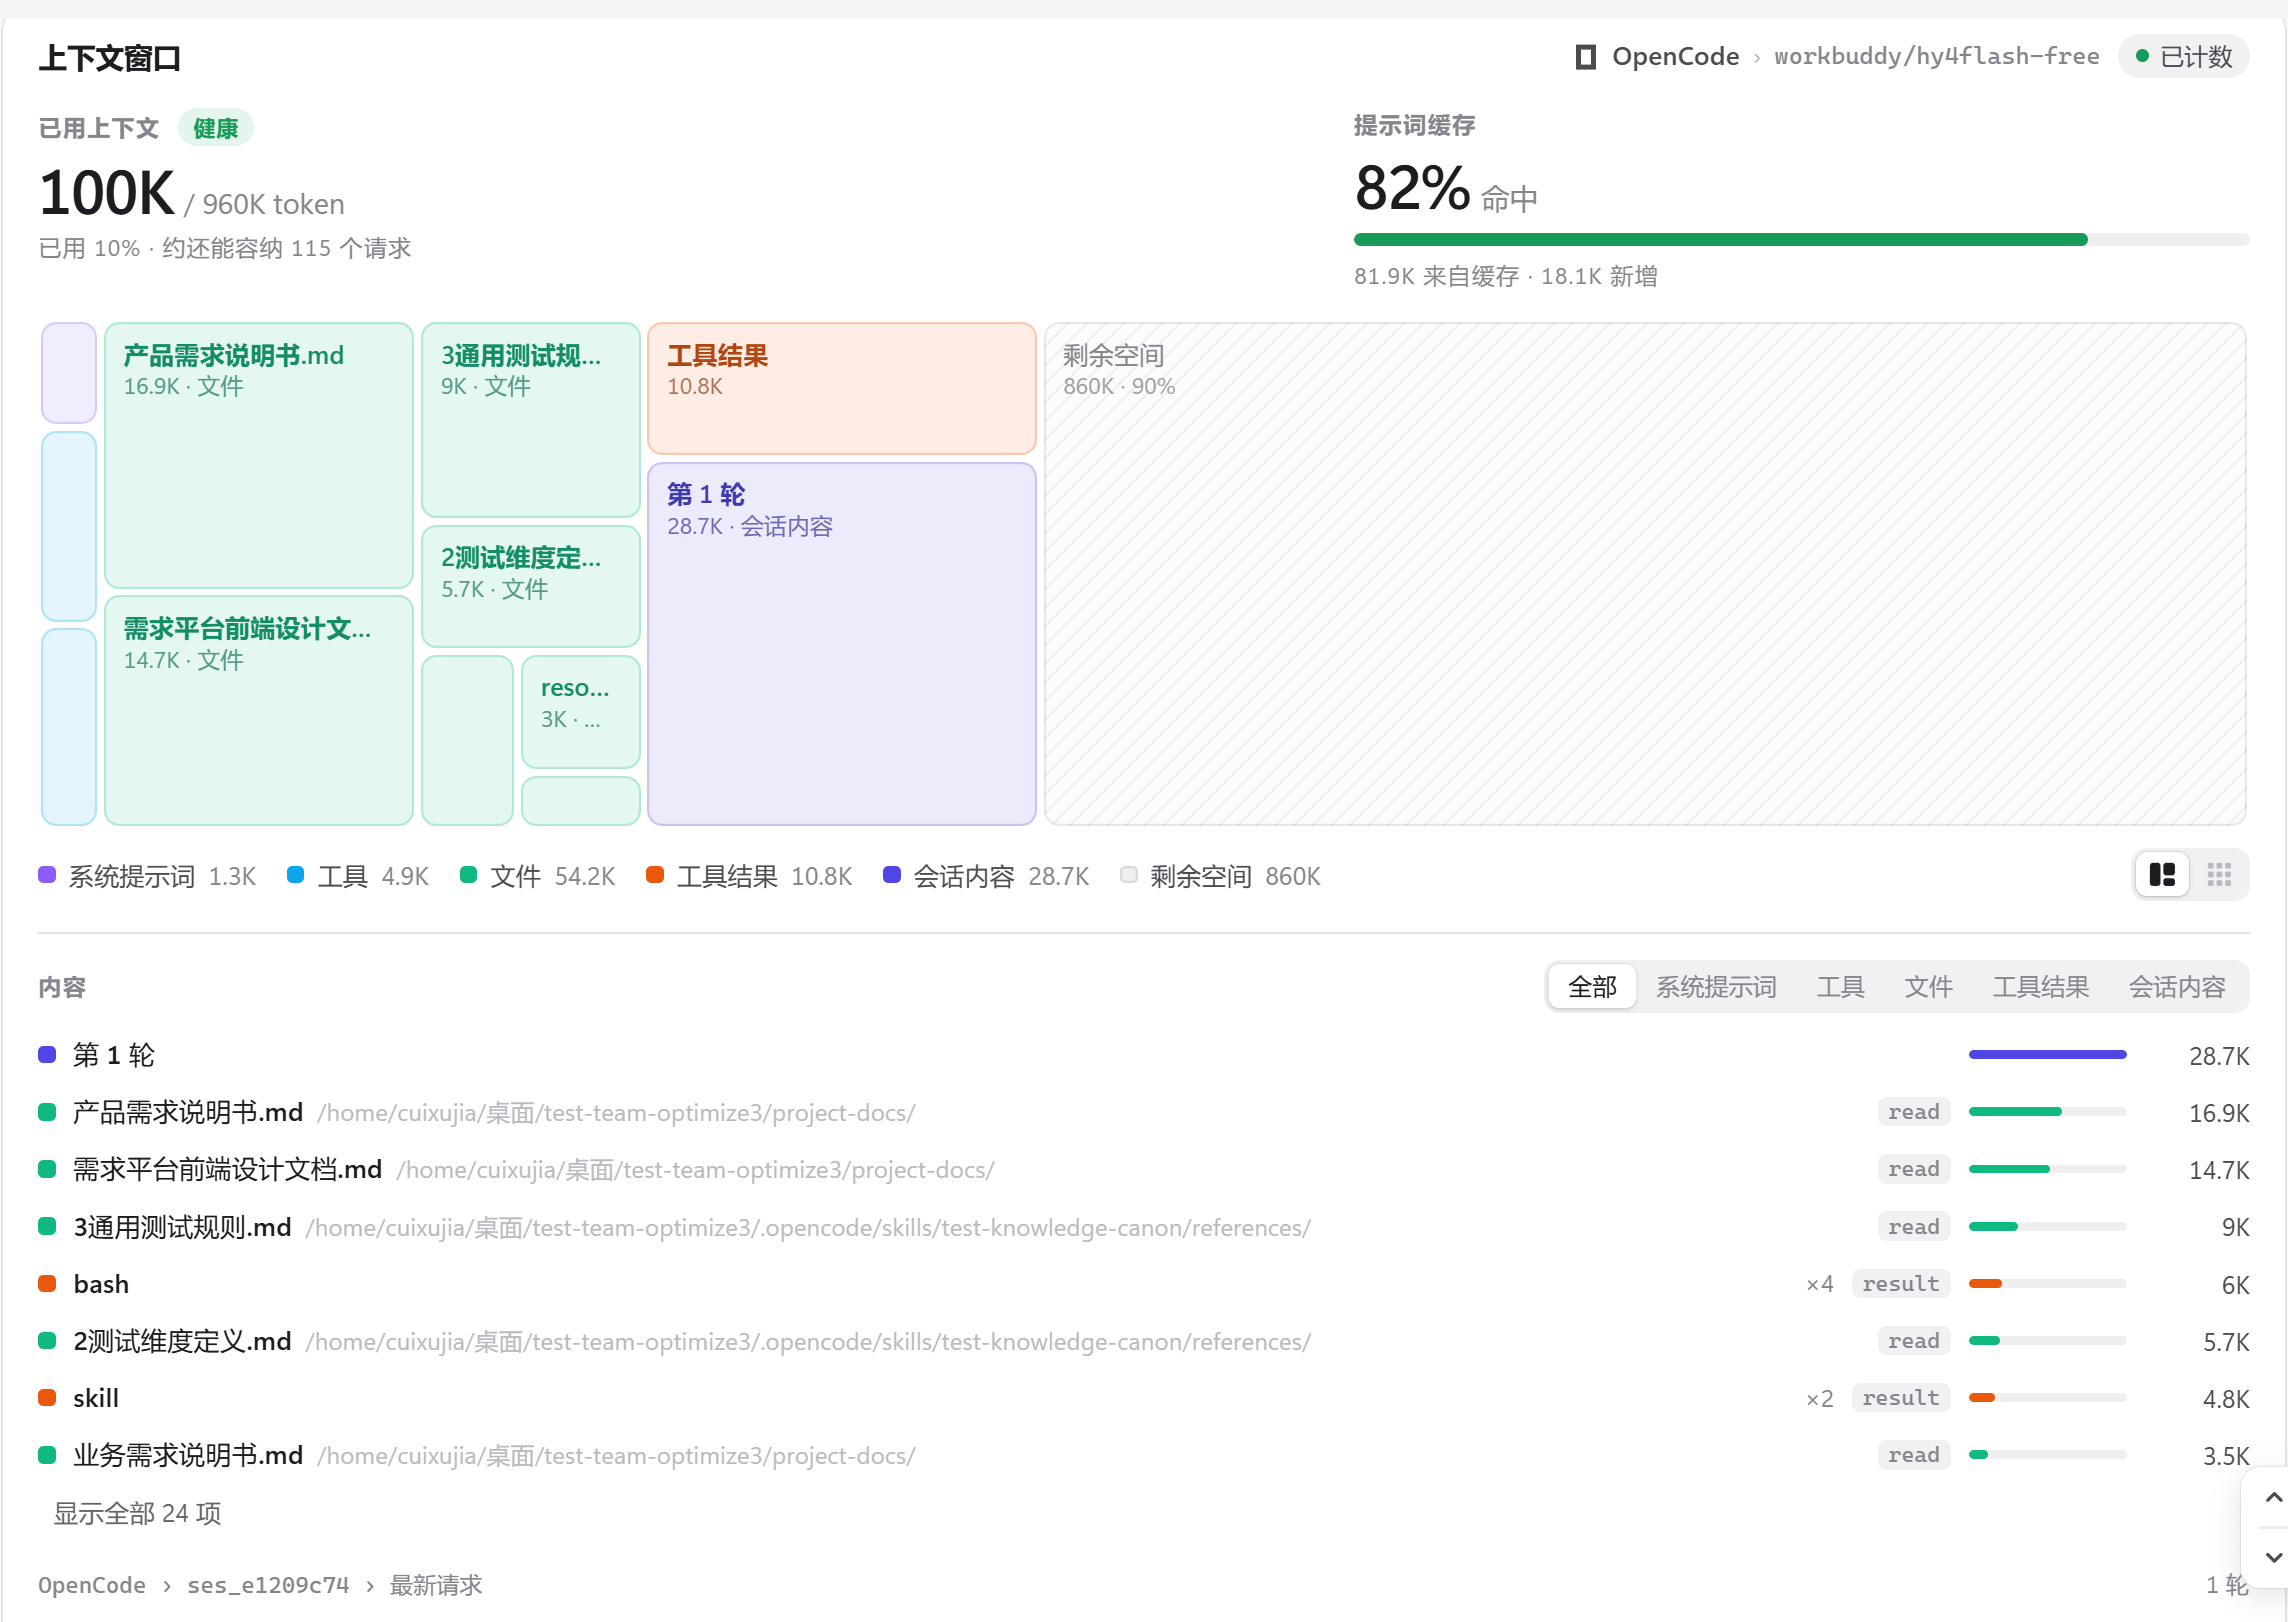 上下文窗口
OpenCode › workbuddy/hy4flash-free 已计数
已用上下文 健康
100K / 960K token
已用 10% · 约还能容纳 115 个请求
提示词缓存
82% 命中
81.9K 来自缓存 · 18.1K 新增
产品需求说明书.md
16.9K · 文件
需求平台前端设计文...
14.7K · 文件
3通用测试规...
9K · 文件
2测试维度定...
5.7K · 文件
reso...
3K · ...
工具结果
10.8K
第 1 轮
28.7K · 会话内容
剩余空间
860K · 90%
系统提示词 1.3K 工具 4.9K 文件 54.2K 工具结果 10.8K 会话内容 28.7K 剩余空间 860K
内容
全部 系统提示词 工具 文件 工具结果 会话内容
第 1 轮 28.7K
产品需求说明书.md /home/cuixujia/桌面/test-team-optimize3/project-docs/ read 16.9K
需求平台前端设计文档.md /home/cuixujia/桌面/test-team-optimize3/project-docs/ read 14.7K
3通用测试规则.md /home/cuixujia/桌面/test-team-optimize3/.opencode/skills/test-knowledge-canon/references/ read 9K
bash ×4 result 6K
2测试维度定义.md /home/cuixujia/桌面/test-team-optimize3/.opencode/skills/test-knowledge-canon/references/ read 5.7K
skill ×2 result 4.8K
业务需求说明书.md /home/cuixujia/桌面/test-team-optimize3/project-docs/ read 3.5K
显示全部 24 项
OpenCode › ses_e1209c74 › 最新请求
1 轮